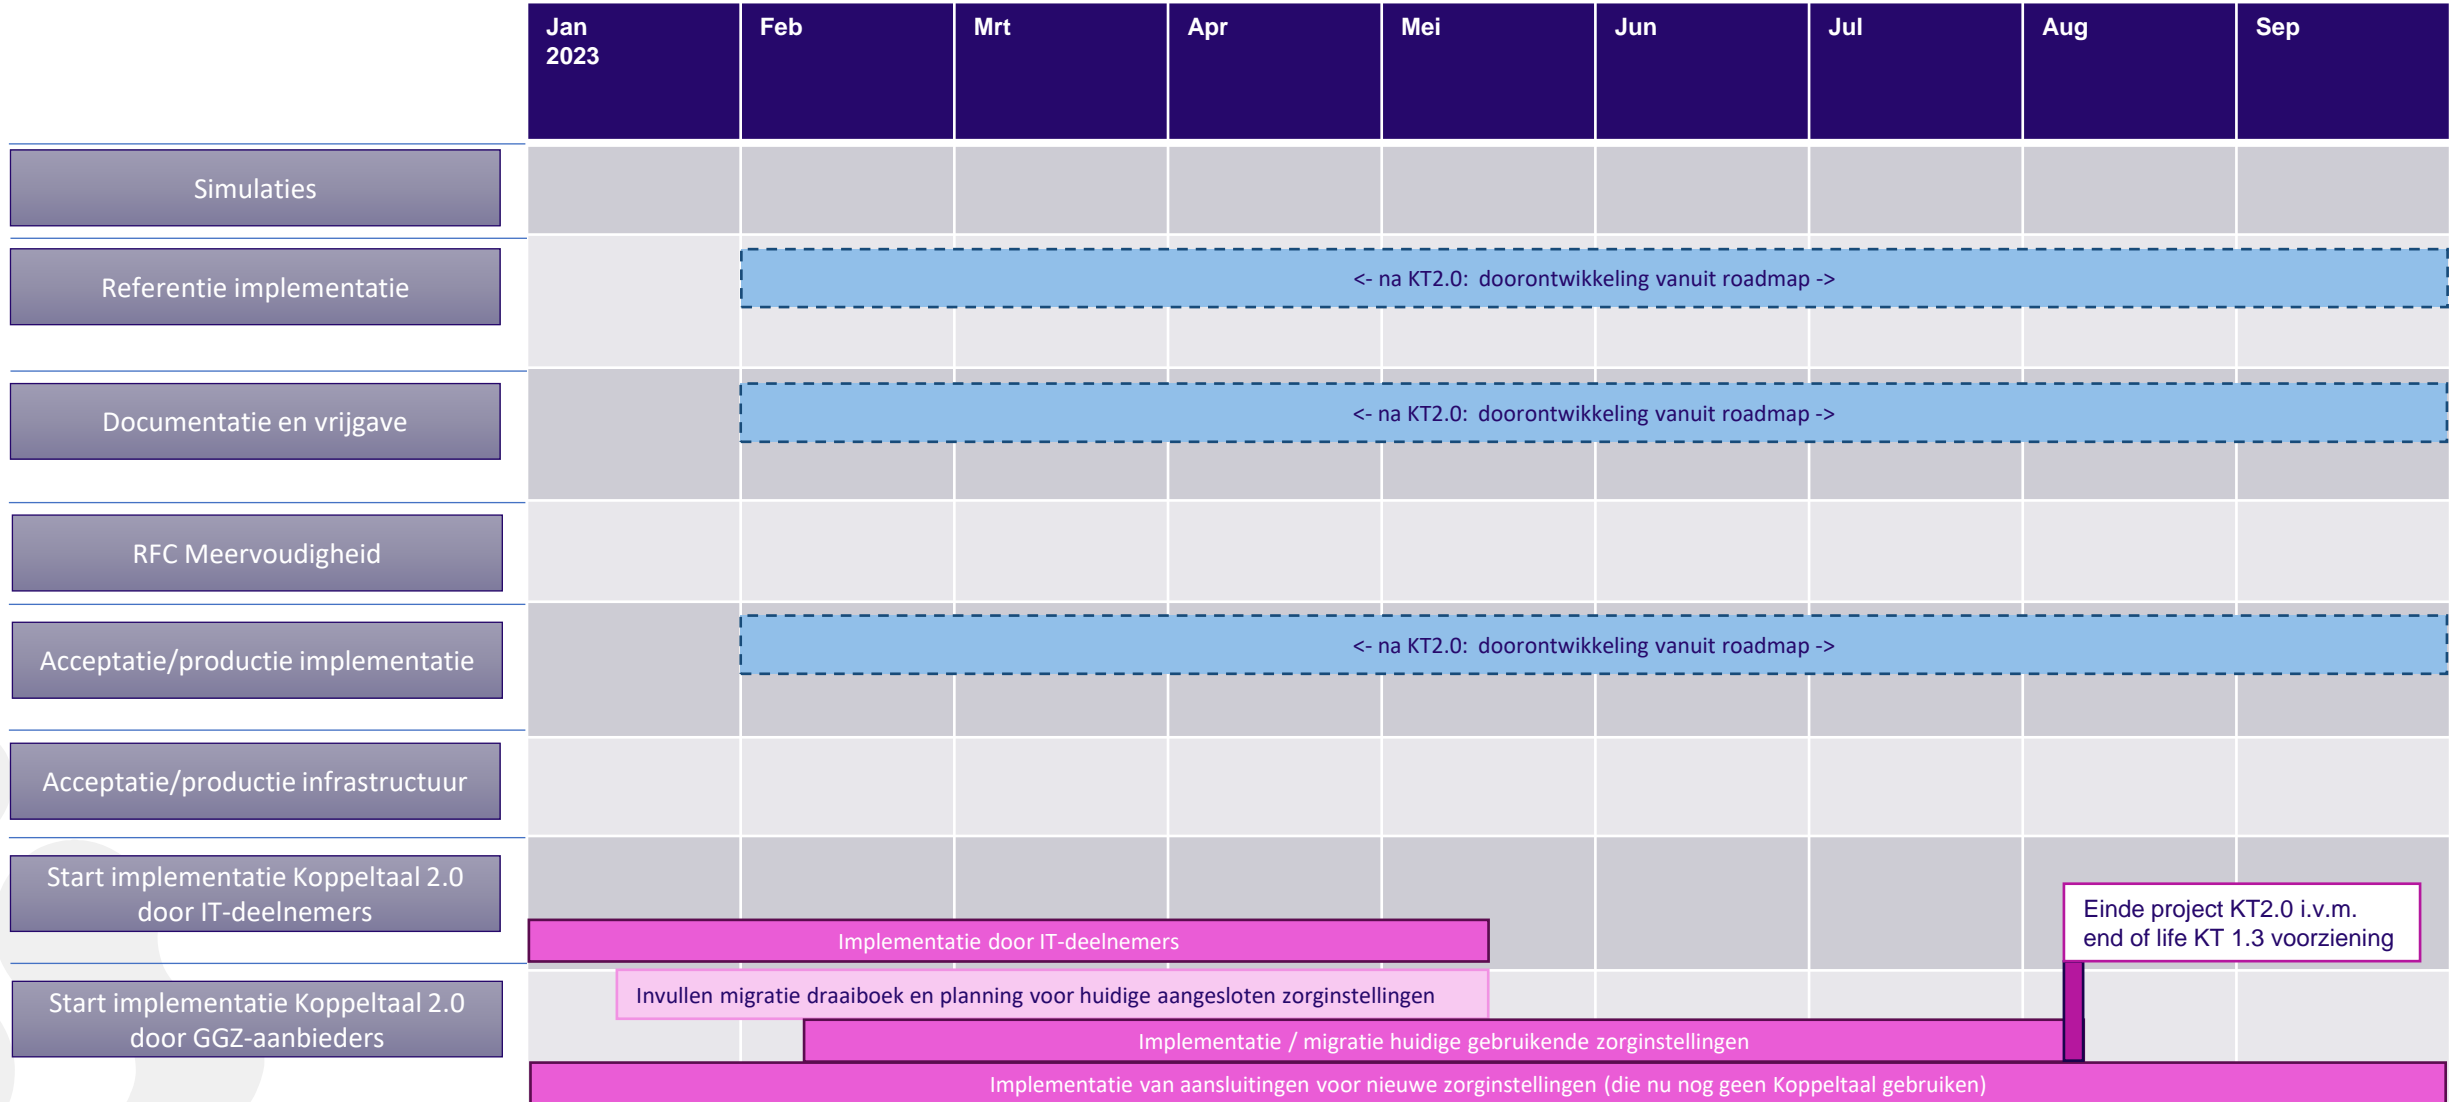 Jan
2023
Feb
Mrt
Apr
Mei
Jun
Jul
Aug
Sep
Simulaties
Referentie implementatie
<- na KT2.0:  doorontwikkeling vanuit roadmap ->
Documentatie en vrijgave
<- na KT2.0:  doorontwikkeling vanuit roadmap ->
RFC Meervoudigheid
Acceptatie/productie implementatie
<- na KT2.0:  doorontwikkeling vanuit roadmap ->
Acceptatie/productie infrastructuur
Start implementatie Koppeltaal 2.0
door IT-deelnemers
Implementatie door IT-deelnemers
Einde project KT2.0 i.v.m.
end of life KT 1.3 voorziening
Start implementatie Koppeltaal 2.0
door GGZ-aanbieders
Invullen migratie draaiboek en planning voor huidige aangesloten zorginstellingen
Implementatie / migratie huidige gebruikende zorginstellingen
Implementatie van aansluitingen voor nieuwe zorginstellingen (die nu nog geen Koppeltaal gebruiken)